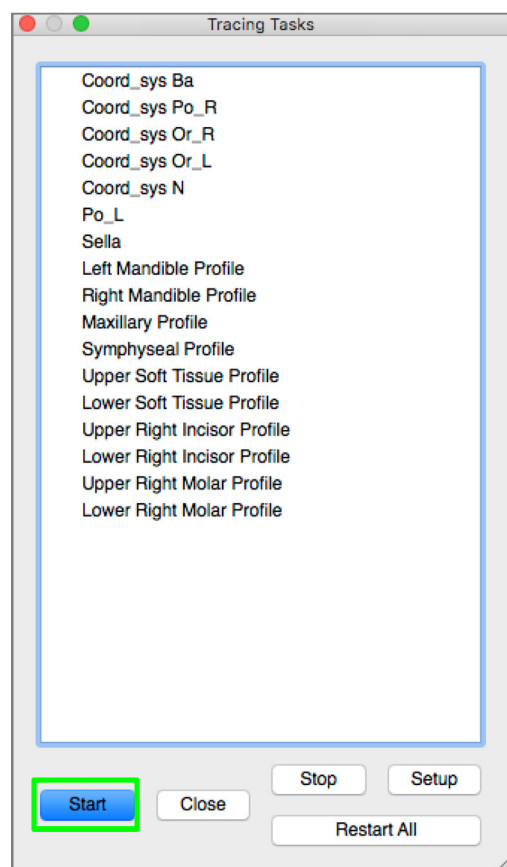 Tracing Tasks
Coord_sys Ba
Coord_sys Po_R
Coord_sys Or_R
Coord_sys Or_L
Coord_sys N
Po_L
Sella
Left Mandible Profile
Right Mandible Profile
Maxillary Profile
Symphyseal Profile
Upper Soft Tissue Profile
Lower Soft Tissue Profile
Upper Right Incisor Profile
Lower Right Incisor Profile
Upper Right Molar Profile
Lower Right Molar Profile
Stop Setup
Start Close
Restart All